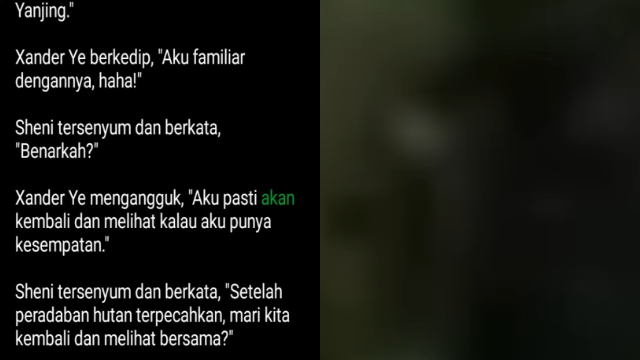 Yanjing."
Xander Ye berkedip, "Aku familiar
dengannya, haha!"
Sheni tersenyum dan berkata,
"Benarkah?"
Xander Ye mengangguk, "Aku pasti akan
kembali dan melihat kalau aku punya
kesempatan."
Sheni tersenyum dan berkata, "Setelah
peradaban hutan terpecahkan, mari kita
kembali dan melihat bersama?"